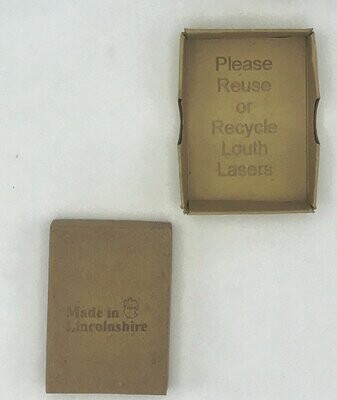 Please
Reuse
or
Recycle
Louth
Lasers
Made in
Lincolnshire